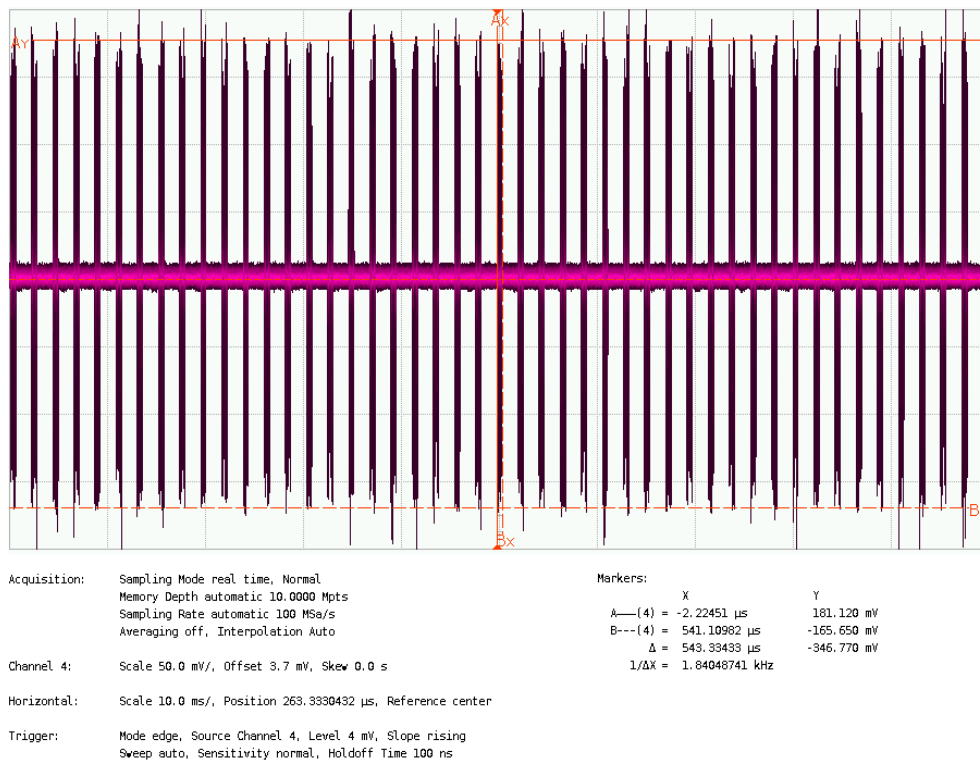 Ax
Ay
B
Bx
Acquisition: Sampling Mode real time, Normal
Memory Depth automatic 10.0000 Mpts
Sampling Rate automatic 100 MSa/s
Averaging off, Interpolation Auto
Channel 4: Scale 50.0 mV/, Offset 3.7 mV, Skew 0.0 s
Horizontal: Scale 10.0 ms/, Position 263.3330432 µs, Reference center
Trigger: Mode edge, Source Channel 4, Level 4 mV, Slope rising
Sweep auto, Sensitivity normal, Holdoff Time 100 ns
Markers:
X Y
A——(4) = -2.22451 µs 181.120 mV
B---(4) = 541.10982 µs -165.650 mV
Δ = 543.33433 µs -346.770 mV
1/ΔX = 1.84048741 kHz